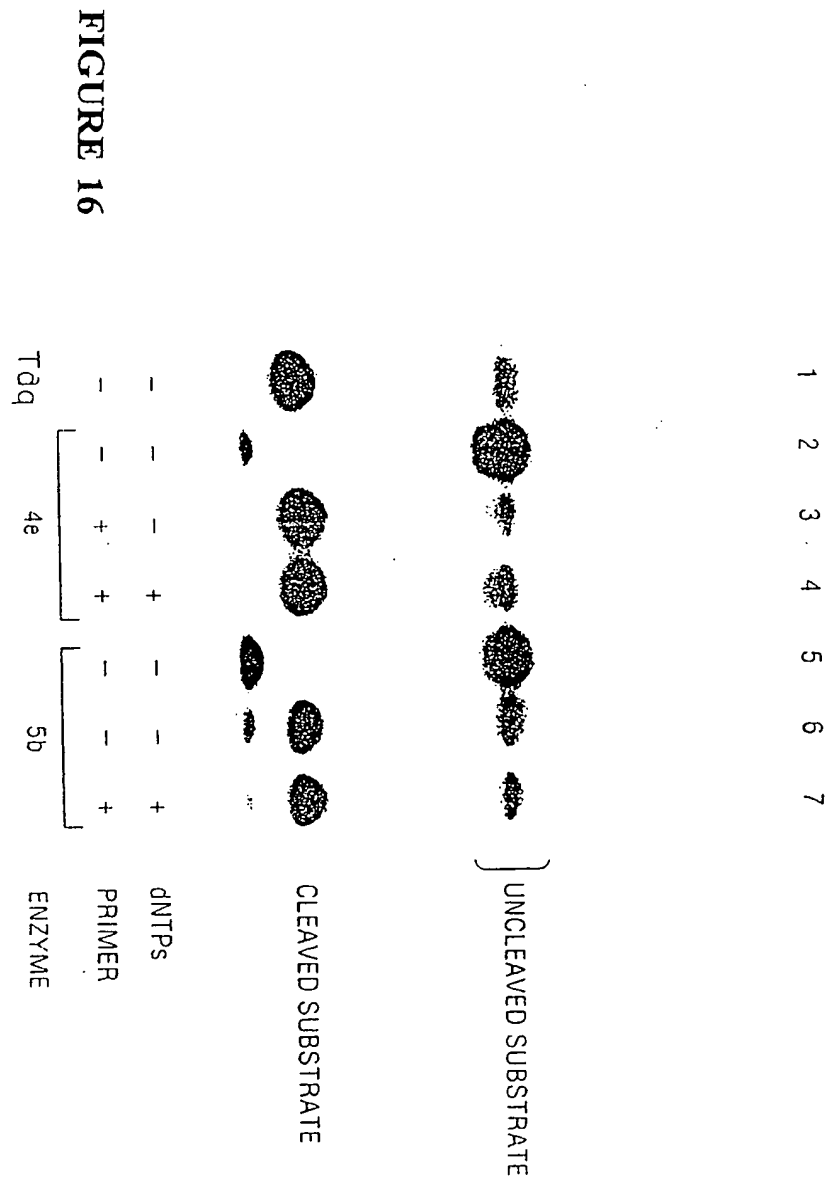 1 2 3 4 5 6 7
UNCLEAVED SUBSTRATE
CLEAVED SUBSTRATE
− − − + − − + dNTPs
− − + + − − + PRIMER
Taq 4e 5b ENZYME
FIGURE 16